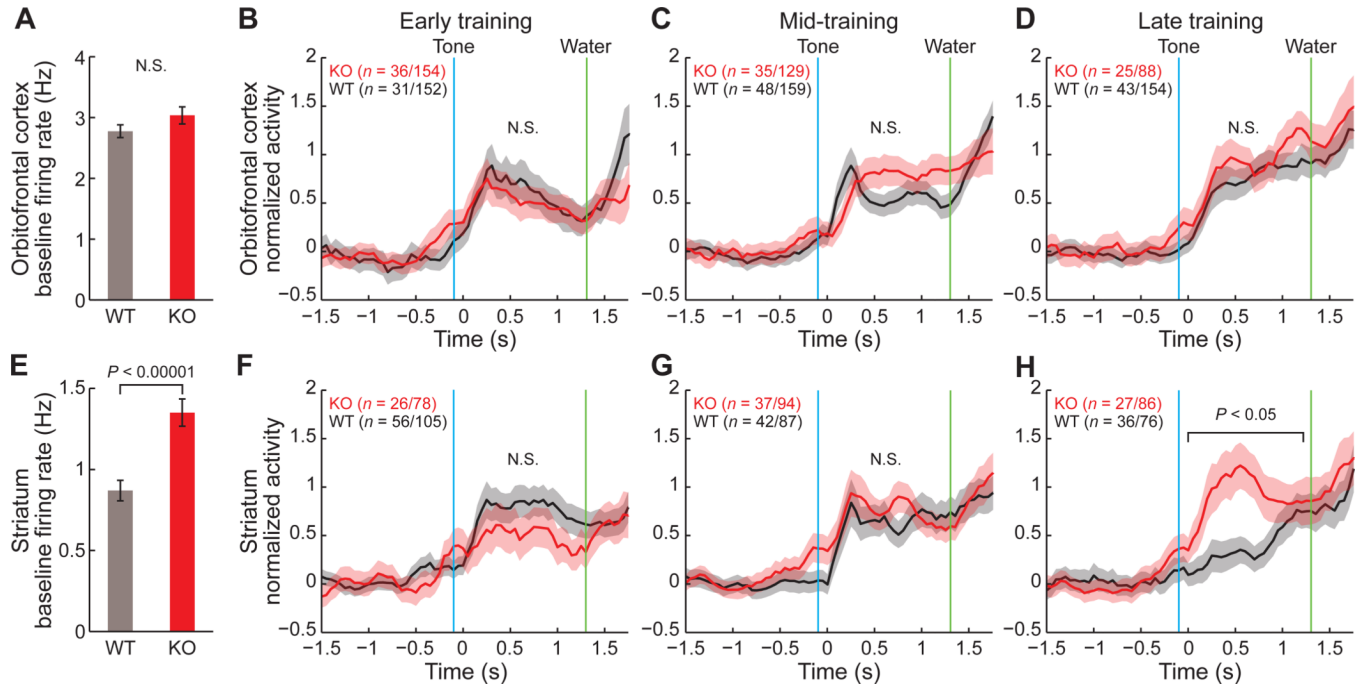 A
N.S.
Orbitofrontal cortex
baseline firing rate (Hz)
4
3
2
1
0
WT
KO
B
Early training
Tone
Water
KO (n = 36/154)
WT (n = 31/152)
N.S.
Orbitofrontal cortex
normalized activity
2
1.5
1
0.5
0
−0.5
−1.5 −1 −0.5 0 0.5 1 1.5
Time (s)
C
Mid-training
Tone
Water
KO (n = 35/129)
WT (n = 48/159)
N.S.
2
1.5
1
0.5
0
−0.5
−1.5 −1 −0.5 0 0.5 1 1.5
Time (s)
D
Late training
Tone
Water
KO (n = 25/88)
WT (n = 43/154)
N.S.
2
1.5
1
0.5
0
−0.5
−1.5 −1 −0.5 0 0.5 1 1.5
Time (s)
E
P < 0.00001
Striatum
baseline firing rate (Hz)
1.5
1
0.5
0
WT
KO
F
KO (n = 26/78)
WT (n = 56/105)
N.S.
Striatum
normalized activity
2
1.5
1
0.5
0
−0.5
−1.5 −1 −0.5 0 0.5 1 1.5
Time (s)
G
KO (n = 37/94)
WT (n = 42/87)
N.S.
2
1.5
1
0.5
0
−0.5
−1.5 −1 −0.5 0 0.5 1 1.5
Time (s)
H
KO (n = 27/86)
WT (n = 36/76)
P < 0.05
2
1.5
1
0.5
0
−0.5
−1.5 −1 −0.5 0 0.5 1 1.5
Time (s)